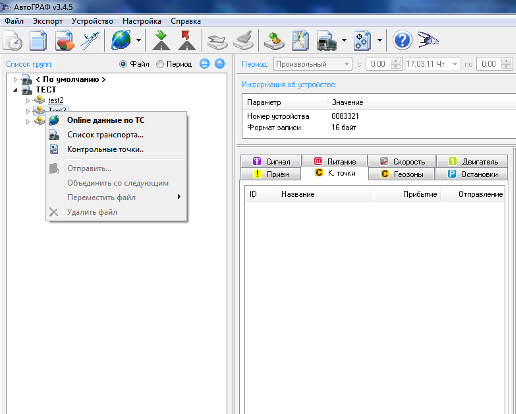 АвтоГРАФ v3.4.5
Файл Экспорт Устройство Настройка Справка
Список групп: Файл Период
< По умолчанию >
ТЕСТ
test2
Online данные по ТС
Список транспорта...
Контрольные точки..
Отправить...
Объединить со следующим
Переместить файл
Удалить файл
Период: Произвольный с 0:00 17.03.11 Чт по 0:00
Информация об устройстве:
Параметр Значение
Номер устройства 0083321
Формат записи 16 байт
Сигнал Питание Скорость Двигатель
Приём К. точки Геозоны Остановки
ID Название Прибытие Отправление